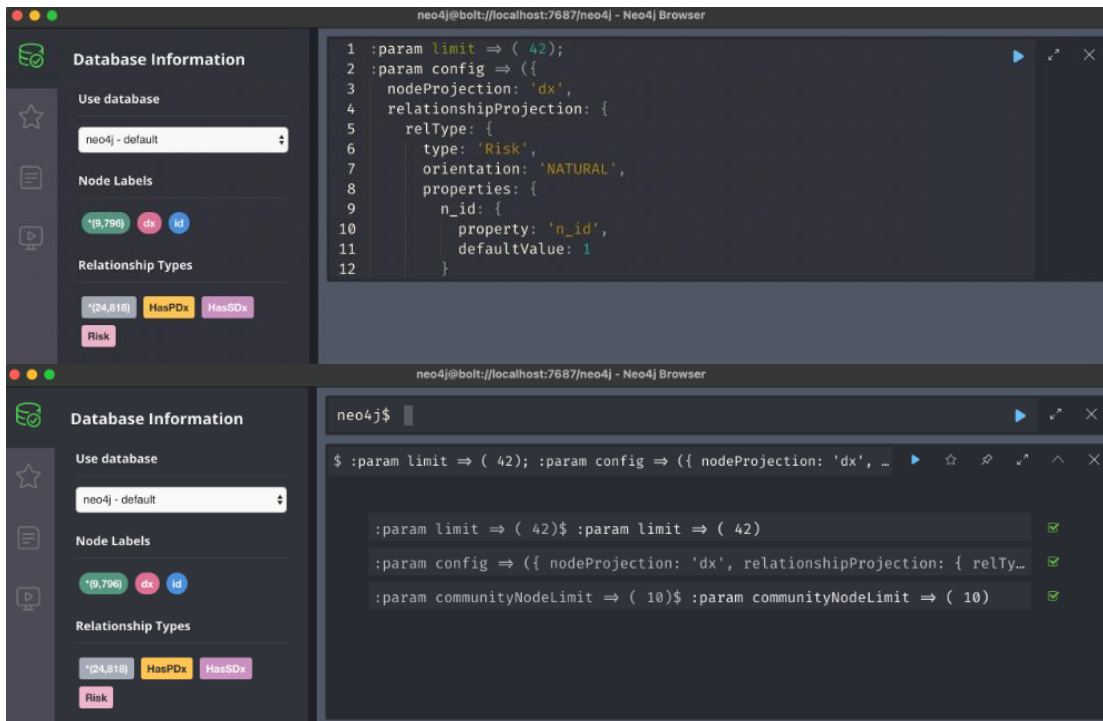 neo4j@bolt://localhost:7687/neo4j - Neo4j Browser
Database Information
Use database
neo4j - default
Node Labels
*(9,796) dx id
Relationship Types
*(24,818) HasPDx HasSDx
Risk
1 :param limit ⇒ ( 42);
2 :param config ⇒ ({
3 nodeProjection: 'dx',
4 relationshipProjection: {
5 relType: {
6 type: 'Risk',
7 orientation: 'NATURAL',
8 properties: {
9 n_id: {
10 property: 'n_id',
11 defaultValue: 1
12 }
neo4j@bolt://localhost:7687/neo4j - Neo4j Browser
Database Information
Use database
neo4j - default
Node Labels
*(9,796) dx id
Relationship Types
*(24,818) HasPDx HasSDx
Risk
neo4j$
$ :param limit ⇒ ( 42); :param config ⇒ ({ nodeProjection: 'dx', …
:param limit ⇒ ( 42)$ :param limit ⇒ ( 42)
:param config ⇒ ({ nodeProjection: 'dx', relationshipProjection: { relTy…
:param communityNodeLimit ⇒ ( 10)$ :param communityNodeLimit ⇒ ( 10)